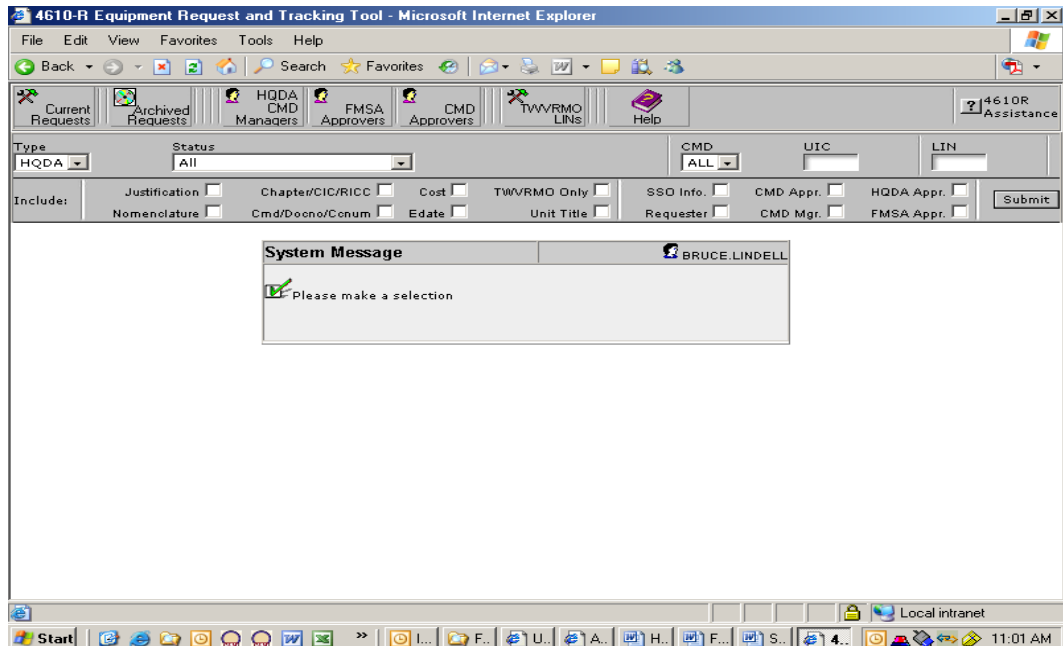 4610-R Equipment Request and Tracking Tool - Microsoft Internet Explorer
File Edit View Favorites Tools Help
Back Search Favorites
Current Requests
Archived Requests
HQDA CMD Managers
FMSA Approvers
CMD Approvers
TWVRMO LINs
Help
? 4610R Assistance
Type Status CMD UIC LIN
HQDA All ALL
Include: Justification Chapter/CIC/RICC Cost TWVRMO Only SSO Info. CMD Appr. HQDA Appr. Submit
Nomenclature Cmd/Docno/Ccnum Edate Unit Title Requester CMD Mgr. FMSA Appr.
System Message BRUCE.LINDELL
Please make a selection
Local intranet
Start » I... F.. U.. A.. H.. F... S.. 4.. 11:01 AM